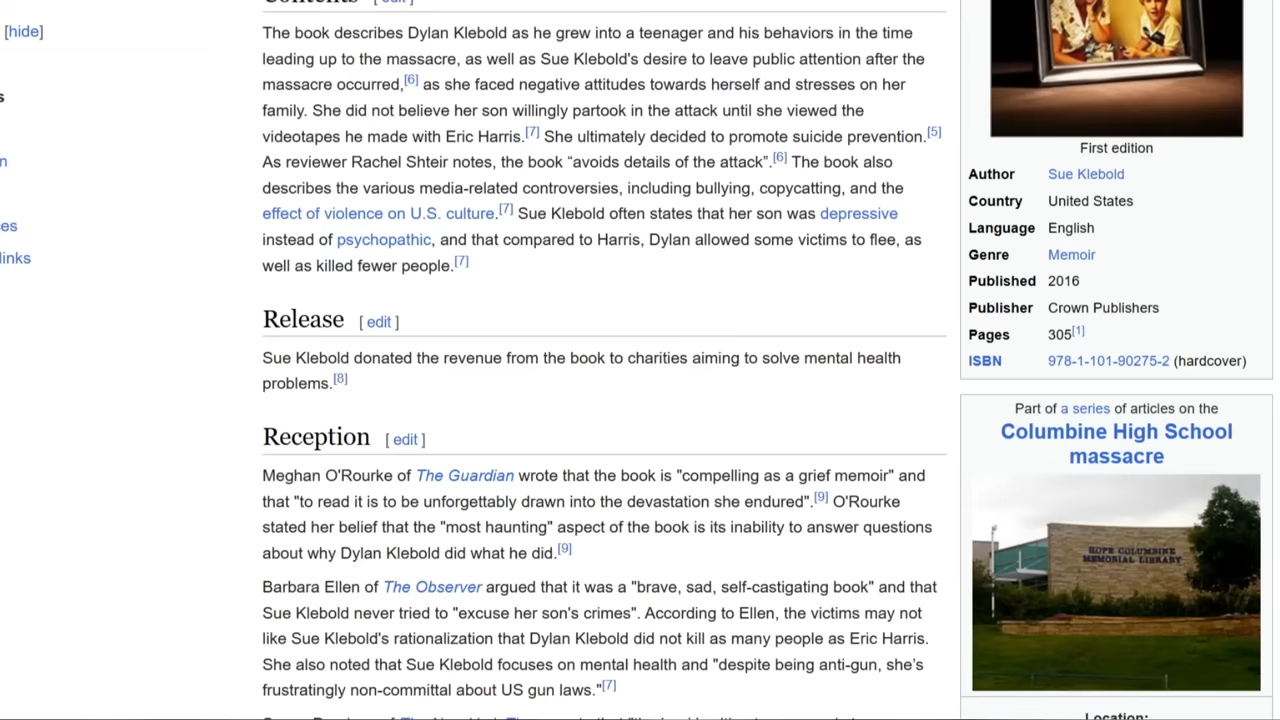 [hide]
s
n
ces
links
The book describes Dylan Klebold as he grew into a teenager and his behaviors in the time
leading up to the massacre, as well as Sue Klebold's desire to leave public attention after the
massacre occurred,[6] as she faced negative attitudes towards herself and stresses on her
family. She did not believe her son willingly partook in the attack until she viewed the
videotapes he made with Eric Harris.[7] She ultimately decided to promote suicide prevention.[5]
As reviewer Rachel Shteir notes, the book “avoids details of the attack”.[6] The book also
describes the various media-related controversies, including bullying, copycatting, and the
effect of violence on U.S. culture.[7] Sue Klebold often states that her son was depressive
instead of psychopathic, and that compared to Harris, Dylan allowed some victims to flee, as
well as killed fewer people.[7]
Release [ edit ]
Sue Klebold donated the revenue from the book to charities aiming to solve mental health
problems.[8]
Reception [ edit ]
Meghan O'Rourke of The Guardian wrote that the book is "compelling as a grief memoir" and
that "to read it is to be unforgettably drawn into the devastation she endured".[9] O'Rourke
stated her belief that the "most haunting" aspect of the book is its inability to answer questions
about why Dylan Klebold did what he did.[9]
Barbara Ellen of The Observer argued that it was a "brave, sad, self-castigating book" and that
Sue Klebold never tried to "excuse her son's crimes". According to Ellen, the victims may not
like Sue Klebold's rationalization that Dylan Klebold did not kill as many people as Eric Harris.
She also noted that Sue Klebold focuses on mental health and "despite being anti-gun, she’s
frustratingly non-committal about US gun laws."[7]
First edition
Author Sue Klebold
Country United States
Language English
Genre Memoir
Published 2016
Publisher Crown Publishers
Pages 305[1]
ISBN 978-1-101-90275-2 (hardcover)
Part of a series of articles on the
Columbine High School
massacre
HOPE COLUMBINE
MEMORIAL LIBRARY
Location: